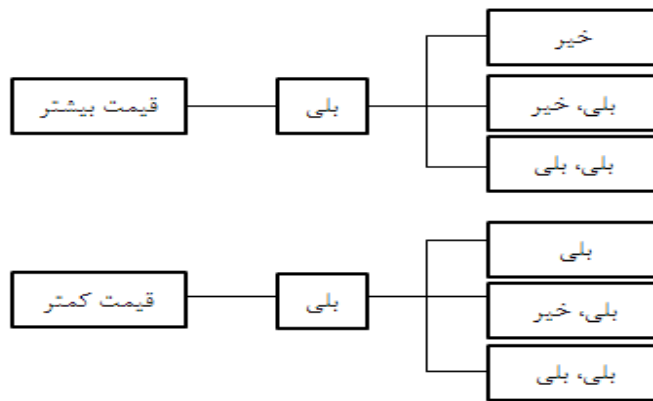 خیر
قیمت بیشتر
بلی
بلی، خیر
بلی، بلی
بلی
قیمت کمتر
بلی
بلی، خیر
بلی، بلی